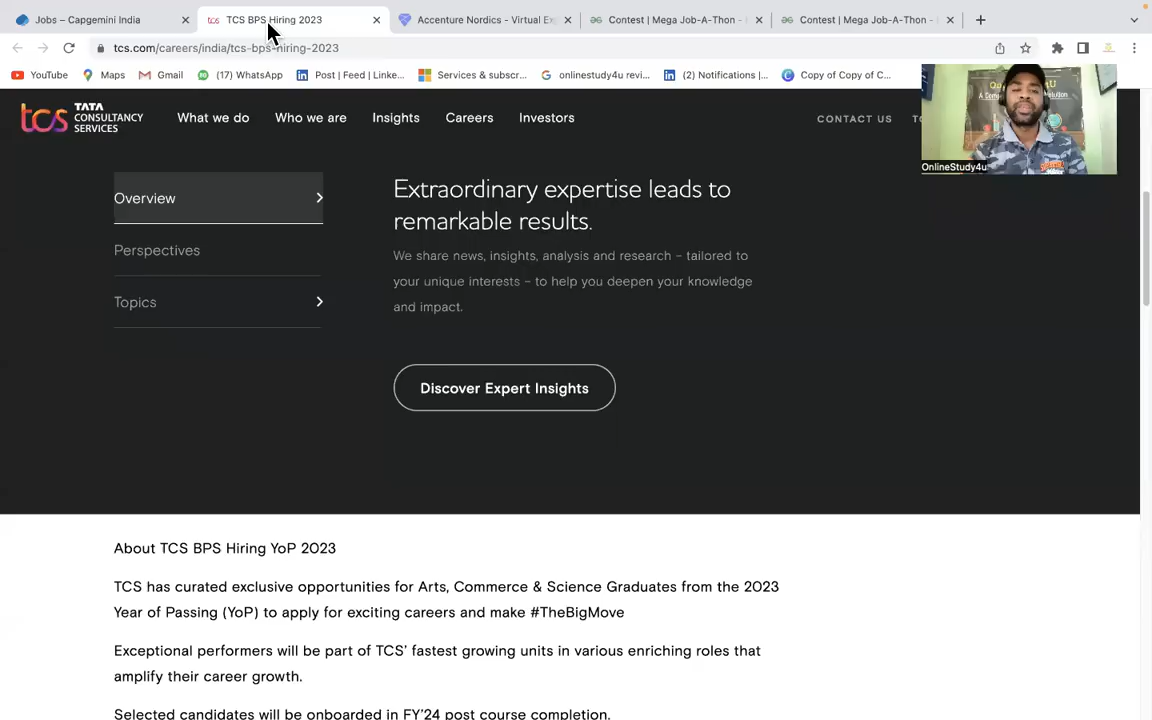 Jobs – Capgemini India
tcs TCS BPS Hiring 2023
Accenture Nordics - Virtual Ex
Contest | Mega Job-A-Thon -
Contest | Mega Job-A-Thon -
tcs.com/careers/india/tcs-bps-hiring-2023
YouTube
Maps
Gmail
(17) WhatsApp
Post | Feed | Linke...
Services & subscr...
onlinestudy4u revi...
(2) Notifications |...
Copy of Copy of C...
tcs TATA CONSULTANCY SERVICES
What we do
Who we are
Insights
Careers
Investors
CONTACT US
OnlineStudy4u
Overview
Perspectives
Topics
Extraordinary expertise leads to
remarkable results.
We share news, insights, analysis and research – tailored to
your unique interests – to help you deepen your knowledge
and impact.
Discover Expert Insights
About TCS BPS Hiring YoP 2023
TCS has curated exclusive opportunities for Arts, Commerce & Science Graduates from the 2023
Year of Passing (YoP) to apply for exciting careers and make #TheBigMove
Exceptional performers will be part of TCS' fastest growing units in various enriching roles that
amplify their career growth.
Selected candidates will be onboarded in FY'24 post course completion.